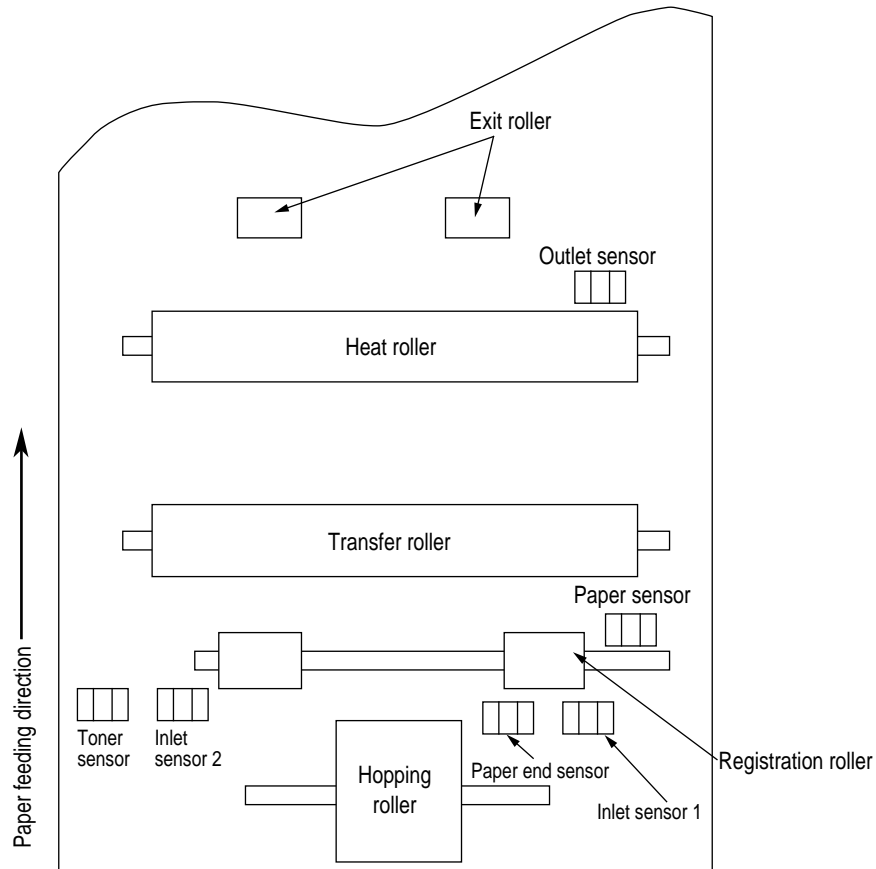 Exit roller
Outlet sensor
Heat roller
Transfer roller
Paper sensor
Toner
sensor
Inlet
sensor 2
Paper end sensor
Registration roller
Hopping
roller
Inlet sensor 1
Paper feeding direction